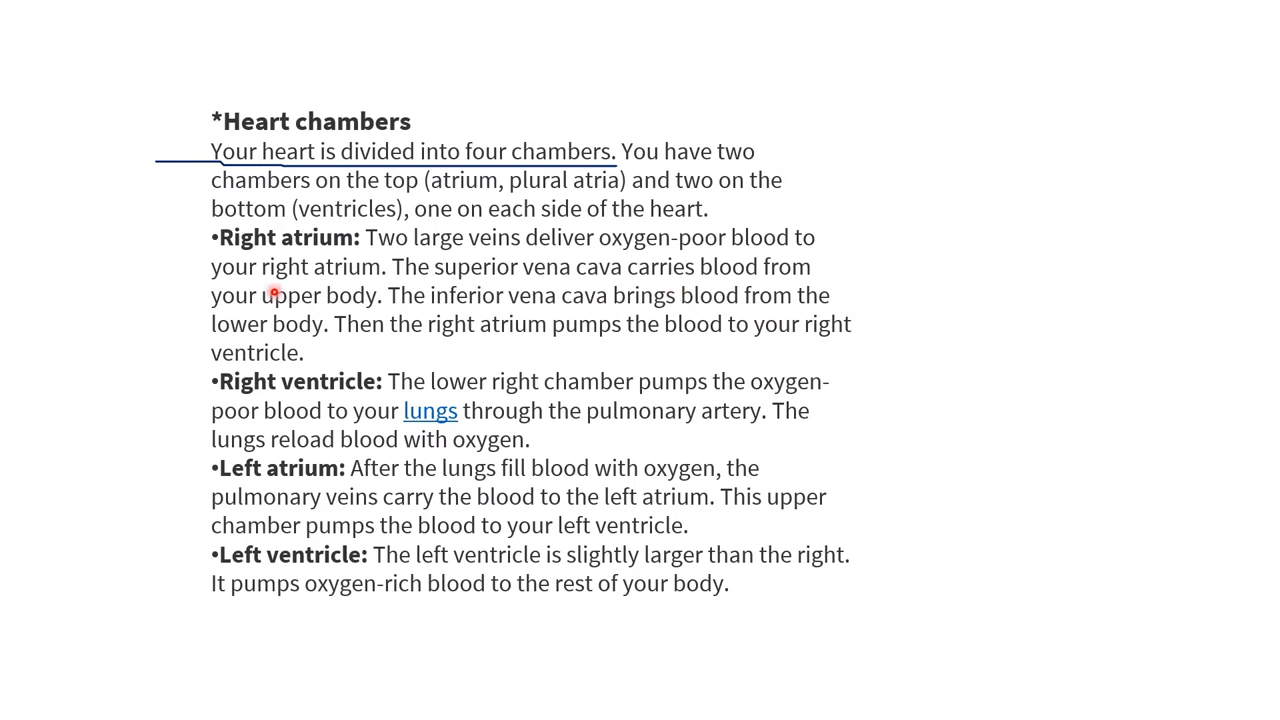 *Heart chambers
Your heart is divided into four chambers. You have two
chambers on the top (atrium, plural atria) and two on the
bottom (ventricles), one on each side of the heart.
•Right atrium: Two large veins deliver oxygen-poor blood to
your right atrium. The superior vena cava carries blood from
your upper body. The inferior vena cava brings blood from the
lower body. Then the right atrium pumps the blood to your right
ventricle.
•Right ventricle: The lower right chamber pumps the oxygen-
poor blood to your lungs through the pulmonary artery. The
lungs reload blood with oxygen.
•Left atrium: After the lungs fill blood with oxygen, the
pulmonary veins carry the blood to the left atrium. This upper
chamber pumps the blood to your left ventricle.
•Left ventricle: The left ventricle is slightly larger than the right.
It pumps oxygen-rich blood to the rest of your body.